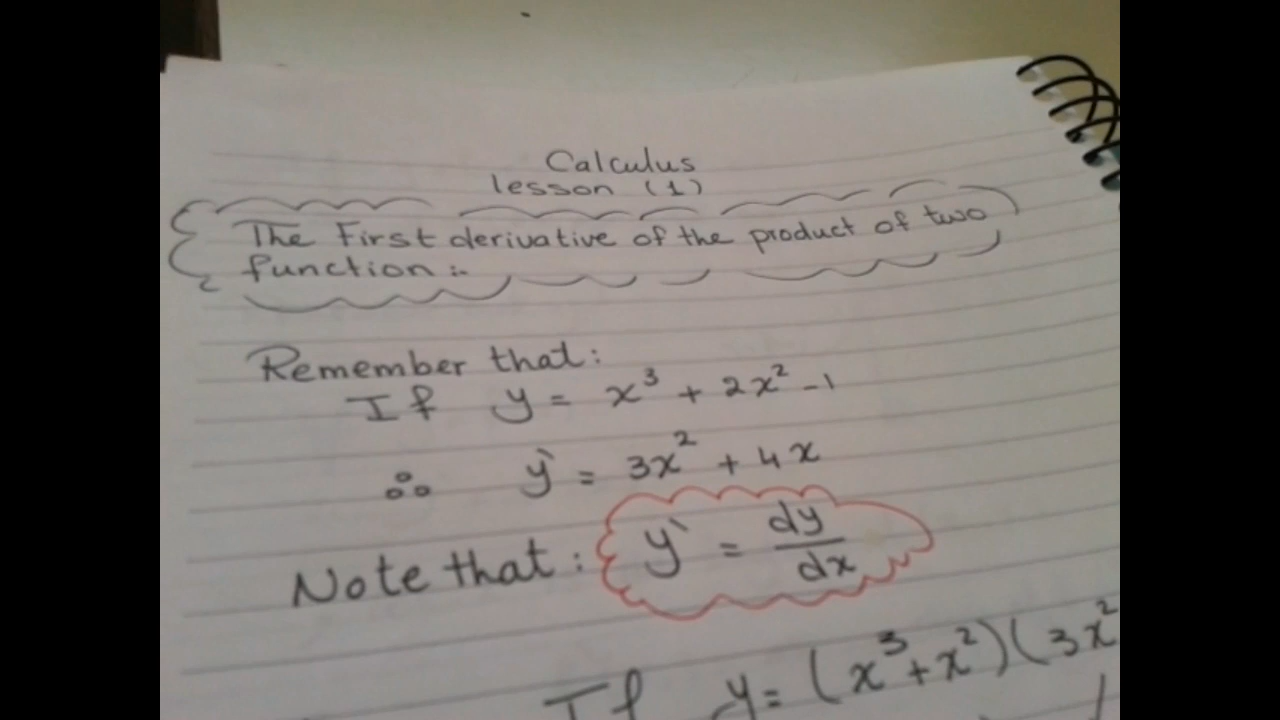 Calculus
lesson (1)
The First derivative of the product of two
function :-
Remember that:
If y = x³ + 2x² - 1
∴ y` = 3x² + 4x
Note that: y` = dy/dx
If y = (x³ + x²)(3x²